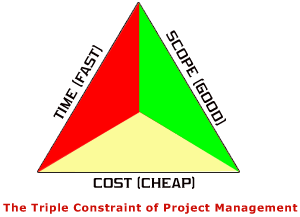 TIME (FAST)
SCOPE (GOOD)
COST (CHEAP)
The Triple Constraint of Project Management